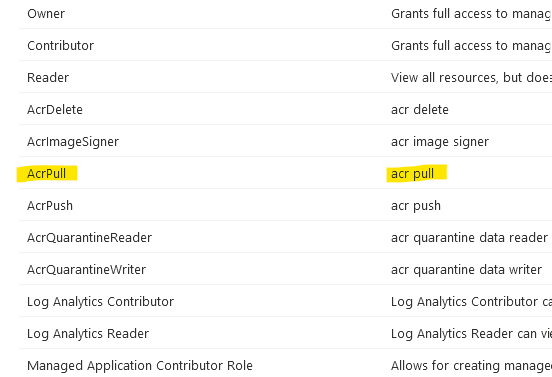 Owner Grants full access to manag
Contributor Grants full access to manag
Reader View all resources, but does
AcrDelete acr delete
AcrImageSigner acr image signer
AcrPull acr pull
AcrPush acr push
AcrQuarantineReader acr quarantine data reader
AcrQuarantineWriter acr quarantine data writer
Log Analytics Contributor Log Analytics Contributor ca
Log Analytics Reader Log Analytics Reader can vie
Managed Application Contributor Role Allows for creating manage